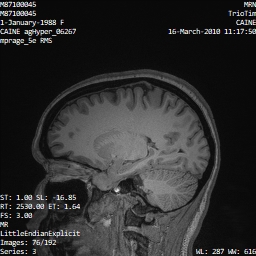 M87100045
M87100045
1-January-1988 F
CAINE agHyper_06267
mprage_5e RMS
MRN
TrioTim
CAINE
16-March-2010 11:17:50
ST: 1.00 SL: -16.85
RT: 2530.00 ET: 1.64
FS: 3.00
MR
LittleEndianExplicit
Images: 76/192
Series: 3
WL: 287 WW: 616